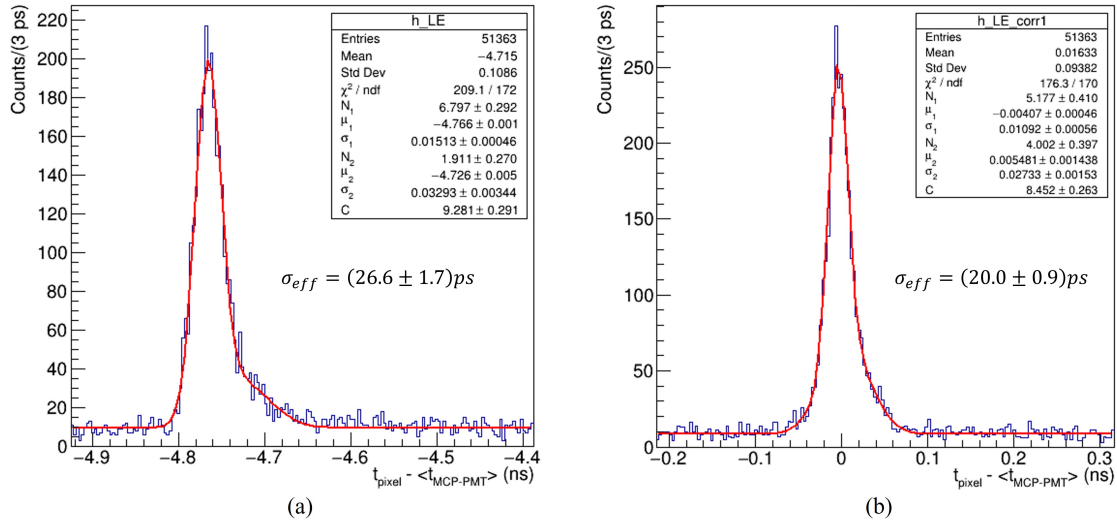 h_LE
Entries 51363
Mean −4.715
Std Dev 0.1086
χ² / ndf 209.1 / 172
N₁ 6.797 ± 0.292
μ₁ −4.766 ± 0.001
σ₁ 0.01513 ± 0.00046
N₂ 1.911 ± 0.270
μ₂ −4.726 ± 0.005
σ₂ 0.03293 ± 0.00344
C 9.281 ± 0.291
Counts/(3 ps)
220
200
180
160
140
120
100
80
60
40
20
0
σ_eff = (26.6 ± 1.7)ps
−4.9 −4.8 −4.7 −4.6 −4.5 −4.4
t_pixel - <t_MCP-PMT> (ns)
(a)
h_LE_corr1
Entries 51363
Mean 0.01633
Std Dev 0.09382
χ² / ndf 176.3 / 170
N₁ 5.177 ± 0.410
μ₁ −0.00407 ± 0.00046
σ₁ 0.01092 ± 0.00056
N₂ 4.002 ± 0.397
μ₂ 0.005481 ± 0.001438
σ₂ 0.02733 ± 0.00153
C 8.452 ± 0.263
Counts/(3 ps)
250
200
150
100
50
0
σ_eff = (20.0 ± 0.9)ps
−0.2 −0.1 0 0.1 0.2 0.3
t_pixel - <t_MCP-PMT> (ns)
(b)